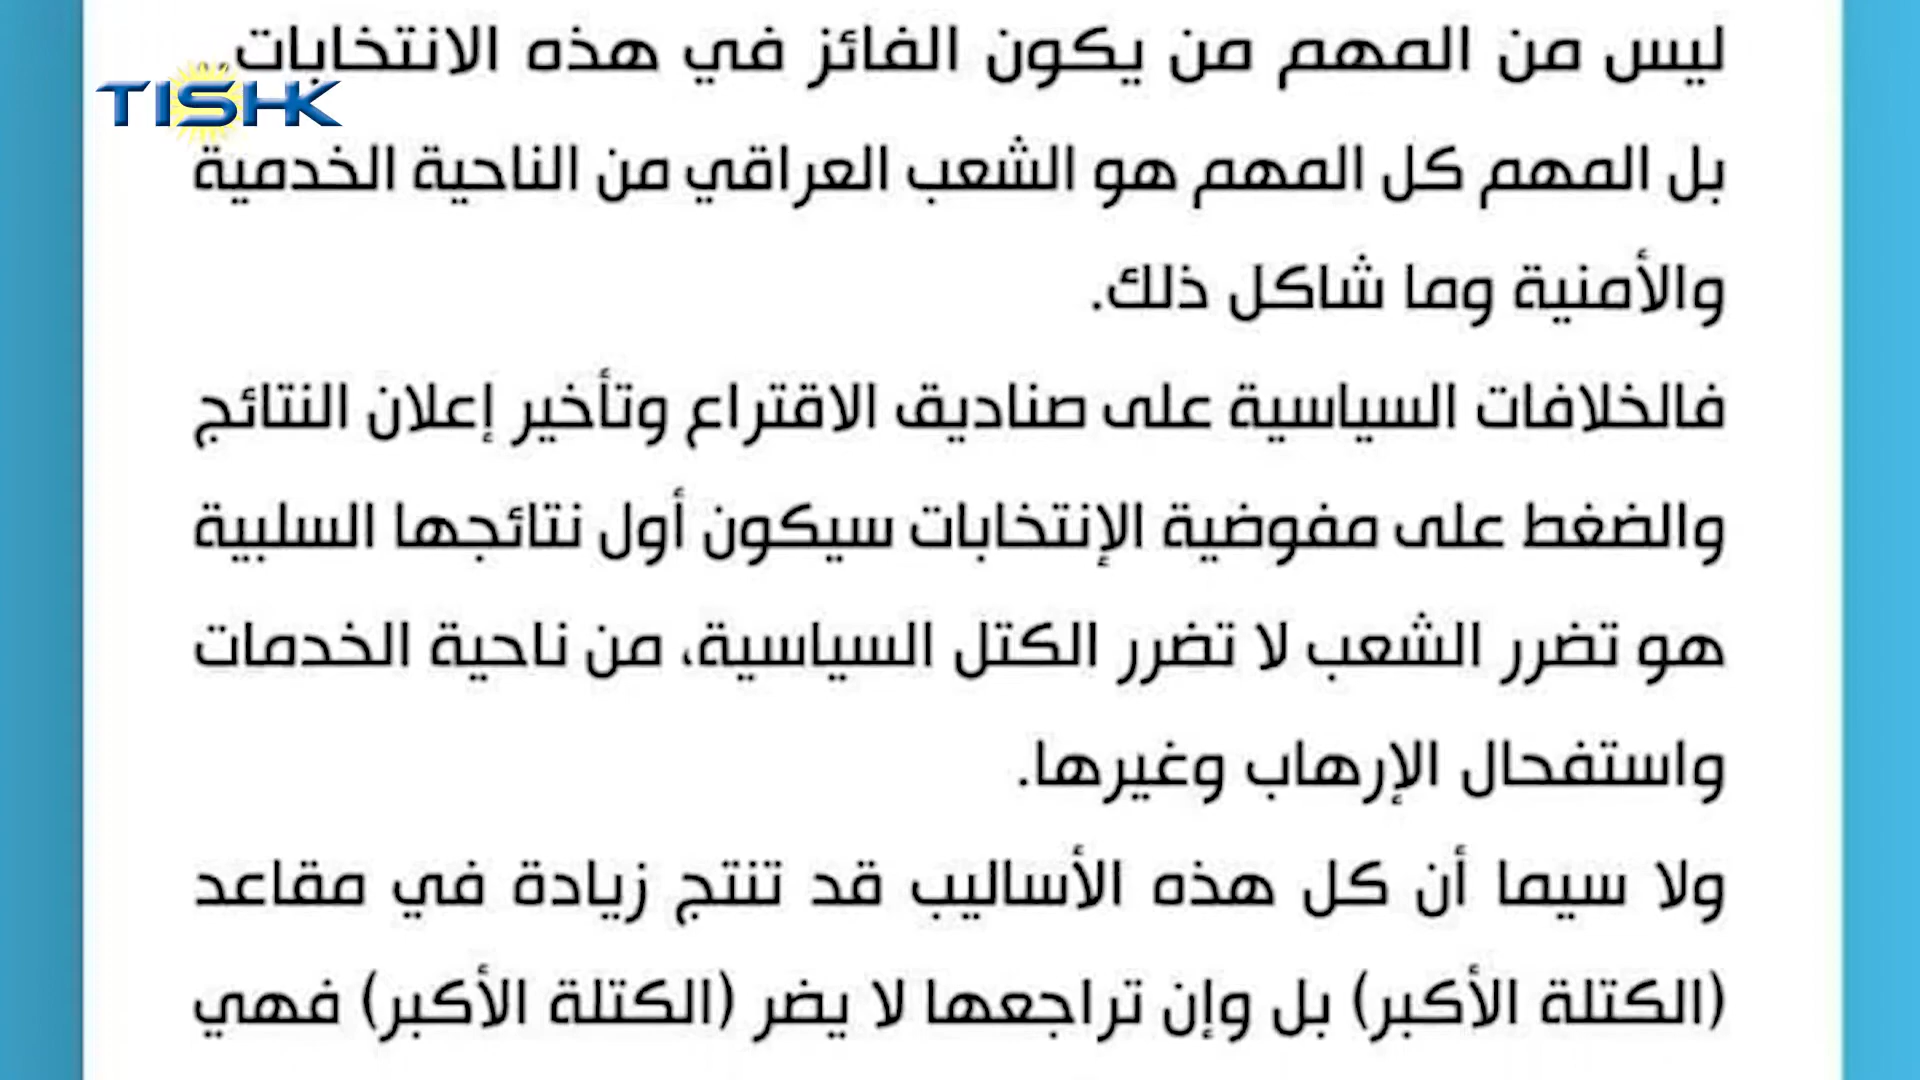 ليس من المهم من يكون الفائز في هذه الانتخابات
TISHK
بل المهم كل المهم هو الشعب العراقي من الناحية الخدمية
والأمنية وما شاكل ذلك.
فالخلافات السياسية على صناديق الاقتراع وتأخير إعلان النتائج
والضغط على مفوضية الإنتخابات سيكون أول نتائجها السلبية
هو تضرر الشعب لا تضرر الكتل السياسية، من ناحية الخدمات
واستفحال الإرهاب وغيرها.
ولا سيما أن كل هذه الأساليب قد تنتج زيادة في مقاعد
(الكتلة الأكبر) بل وإن تراجعها لا يضر (الكتلة الأكبر) فهي